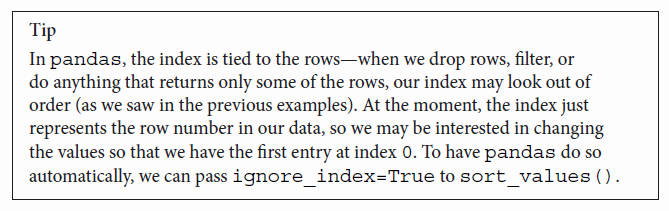 Tip
In pandas, the index is tied to the rows—when we drop rows, filter, or
do anything that returns only some of the rows, our index may look out of
order (as we saw in the previous examples). At the moment, the index just
represents the row number in our data, so we may be interested in changing
the values so that we have the first entry at index 0. To have pandas do so
automatically, we can pass ignore_index=True to sort_values().